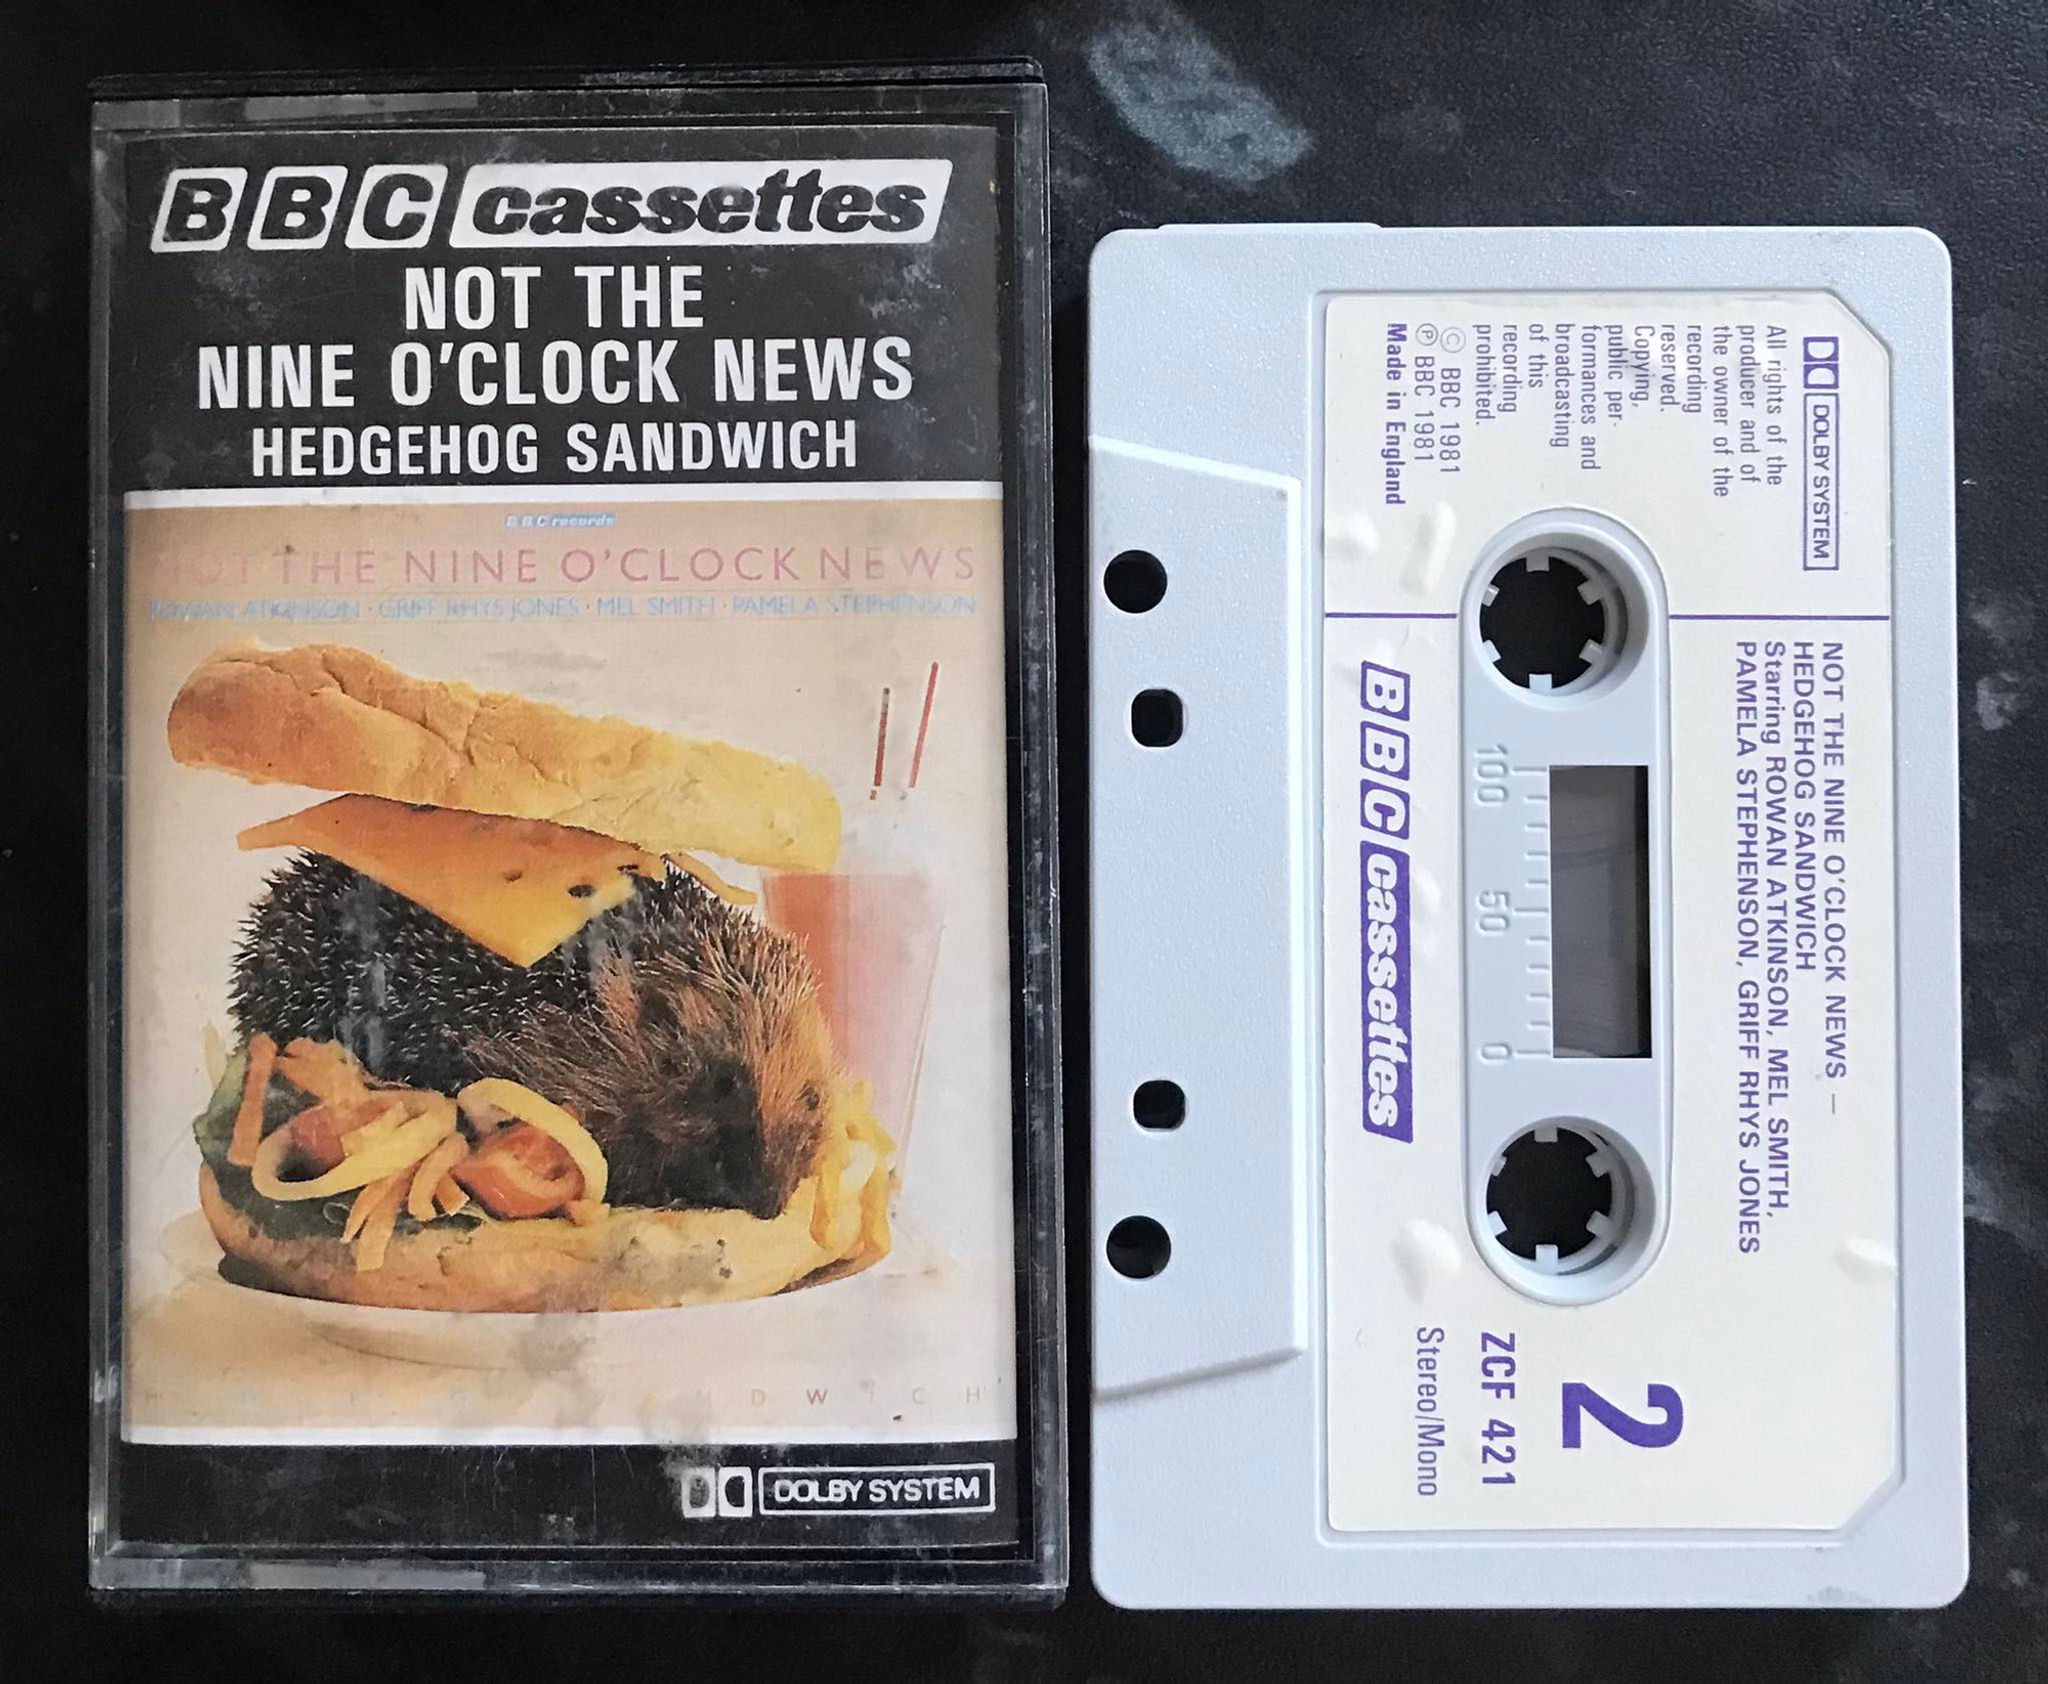 BBC cassettes
NOT THE
NINE O'CLOCK NEWS
HEDGEHOG SANDWICH
BBC records
NOT THE NINE O'CLOCK NEWS
ROWAN ATKINSON · GRIFF RHYS JONES · MEL SMITH · PAMELA STEPHENSON
SANDWICH
DOLBY SYSTEM
DOLBY SYSTEM
All rights of the
producer and of
the owner of the
recording
reserved.
Copying,
public per-
formances and
broadcasting
of this
recording
prohibited.
© BBC 1981
℗ BBC 1981
Made in England
NOT THE NINE O'CLOCK NEWS –
HEDGEHOG SANDWICH
Starring ROWAN ATKINSON, MEL SMITH,
PAMELA STEPHENSON, GRIFF RHYS JONES
BBC cassettes
100 50 0
2
ZCF 421
Stereo/Mono